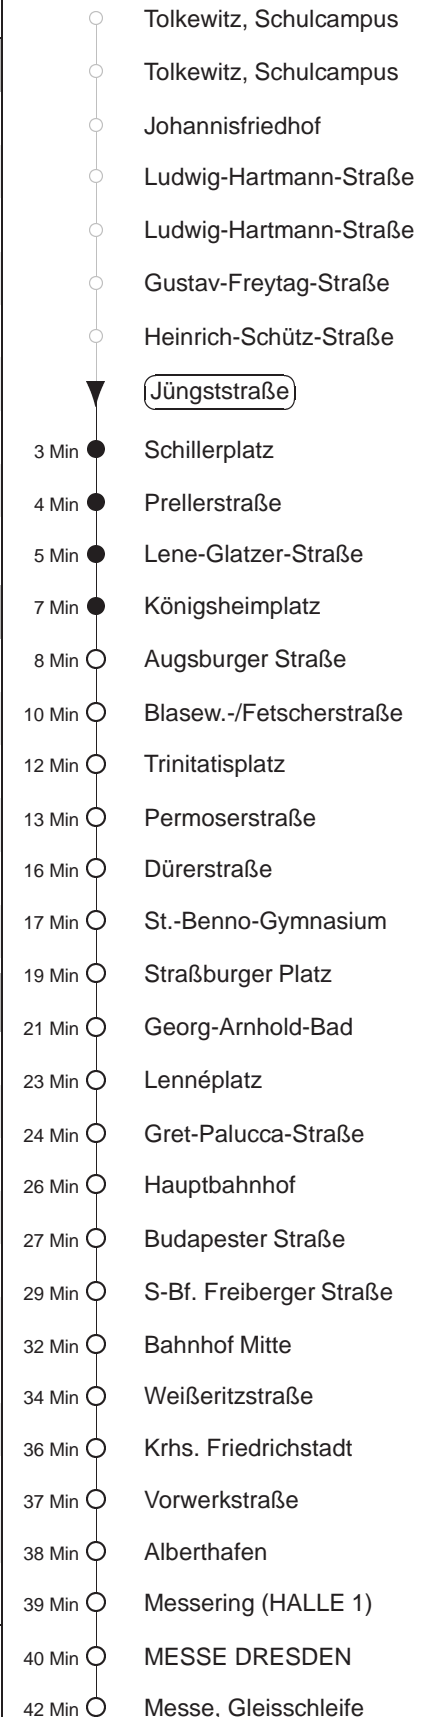 Tolkewitz, Schulcampus
Tolkewitz, Schulcampus
Johannisfriedhof
Ludwig-Hartmann-Straße
Ludwig-Hartmann-Straße
Gustav-Freytag-Straße
Heinrich-Schütz-Straße
Jüngststraße
3 Min Schillerplatz
4 Min Prellerstraße
5 Min Lene-Glatzer-Straße
7 Min Königsheimplatz
8 Min Augsburger Straße
10 Min Blasew.-/Fetscherstraße
12 Min Trinitatisplatz
13 Min Permoserstraße
16 Min Dürerstraße
17 Min St.-Benno-Gymnasium
19 Min Straßburger Platz
21 Min Georg-Arnhold-Bad
23 Min Lennéplatz
24 Min Gret-Palucca-Straße
26 Min Hauptbahnhof
27 Min Budapester Straße
29 Min S-Bf. Freiberger Straße
32 Min Bahnhof Mitte
34 Min Weißeritzstraße
36 Min Krhs. Friedrichstadt
37 Min Vorwerkstraße
38 Min Alberthafen
39 Min Messering (HALLE 1)
40 Min MESSE DRESDEN
42 Min Messe, Gleisschleife